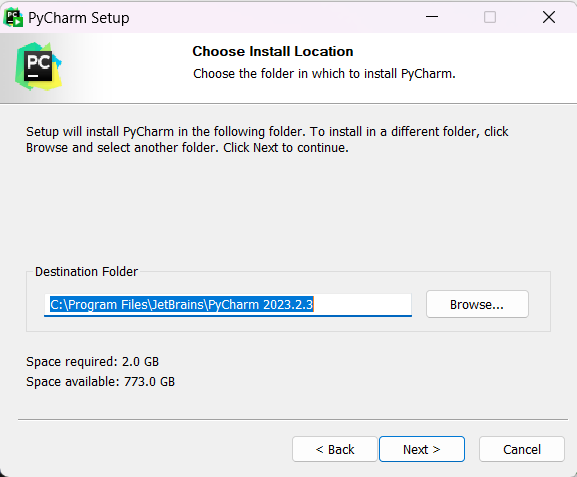 PyCharm Setup
PC
Choose Install Location
Choose the folder in which to install PyCharm.
Setup will install PyCharm in the following folder. To install in a different folder, click
Browse and select another folder. Click Next to continue.
Destination Folder
C:\Program Files\JetBrains\PyCharm 2023.2.3
Browse...
Space required: 2.0 GB
Space available: 773.0 GB
< Back
Next >
Cancel